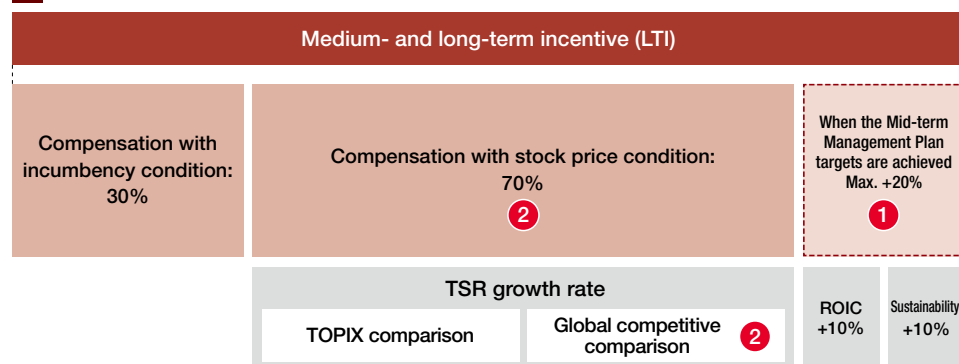 Medium- and long-term incentive (LTI)
Compensation with
incumbency condition:
30%
Compensation with stock price condition:
70%
2
When the Mid-term
Management Plan
targets are achieved
Max. +20%
1
TSR growth rate
TOPIX comparison
Global competitive
comparison
2
ROIC
+10%
Sustainability
+10%